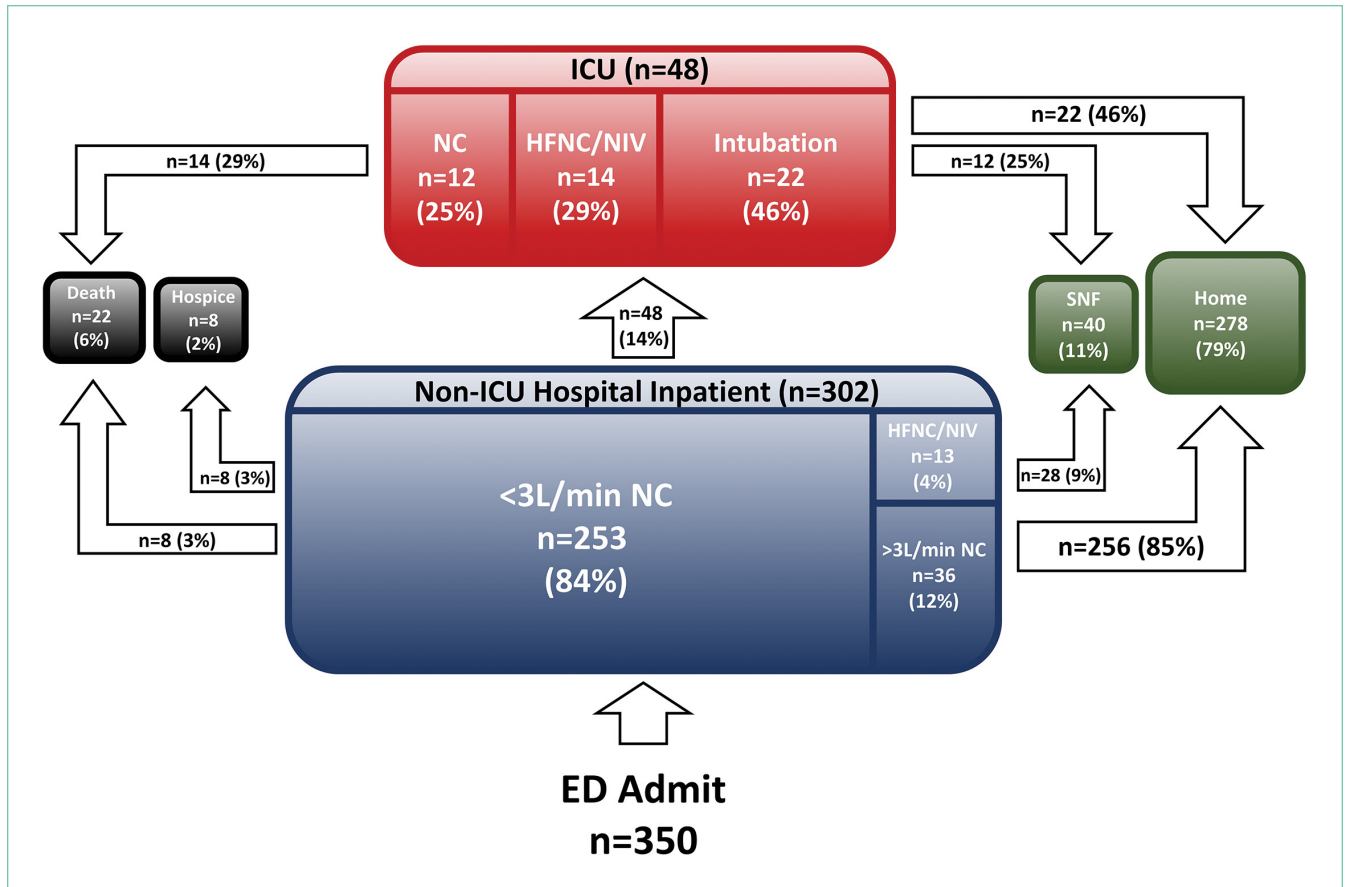 ICU (n=48)
NC
n=12
(25%)
HFNC/NIV
n=14
(29%)
Intubation
n=22
(46%)
n=14 (29%)
n=22 (46%)
n=12 (25%)
Death
n=22
(6%)
Hospice
n=8
(2%)
n=48
(14%)
SNF
n=40
(11%)
Home
n=278
(79%)
Non-ICU Hospital Inpatient (n=302)
<3L/min NC
n=253
(84%)
HFNC/NIV
n=13
(4%)
>3L/min NC
n=36
(12%)
n=8 (3%)
n=8 (3%)
n=28 (9%)
n=256 (85%)
ED Admit
n=350